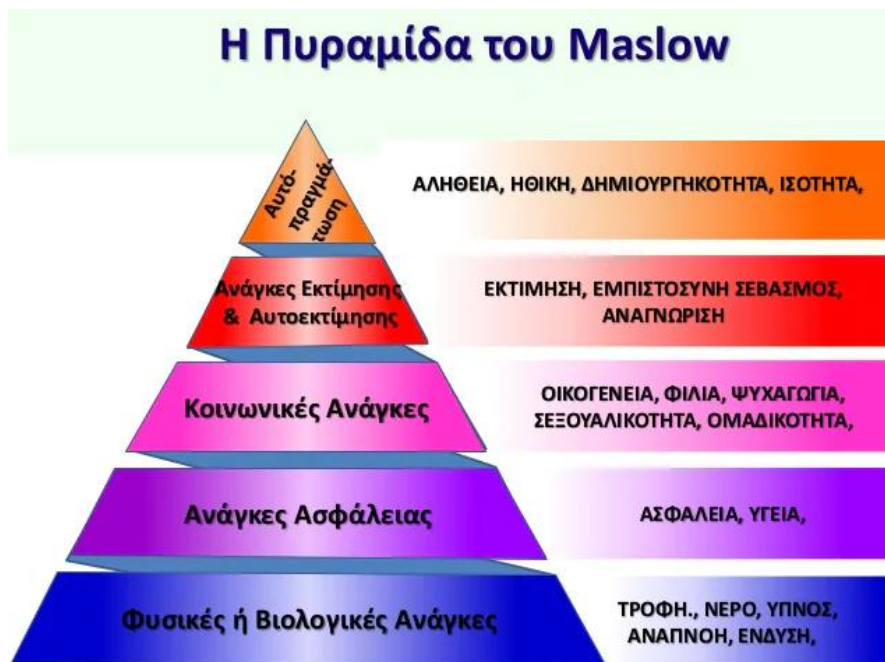 Η Πυραμίδα του Maslow
Αυτό-
πραγμά-
τωση
ΑΛΗΘΕΙΑ, ΗΘΙΚΗ, ΔΗΜΙΟΥΡΓΗΚΟΤΗΤΑ, ΙΣΟΤΗΤΑ,
Ανάγκες Εκτίμησης
& Αυτοεκτίμησης
ΕΚΤΙΜΗΣΗ, ΕΜΠΙΣΤΟΣΥΝΗ ΣΕΒΑΣΜΟΣ,
ΑΝΑΓΝΩΡΙΣΗ
Κοινωνικές Ανάγκες
ΟΙΚΟΓΕΝΕΙΑ, ΦΙΛΙΑ, ΨΥΧΑΓΩΓΙΑ,
ΣΕΞΟΥΑΛΙΚΟΤΗΤΑ, ΟΜΑΔΙΚΟΤΗΤΑ,
Ανάγκες Ασφάλειας
ΑΣΦΑΛΕΙΑ, ΥΓΕΙΑ,
Φυσικές ή Βιολογικές Ανάγκες
ΤΡΟΦΗ., ΝΕΡΟ, ΥΠΝΟΣ,
ΑΝΑΠΝΟΗ, ΕΝΔΥΣΗ,